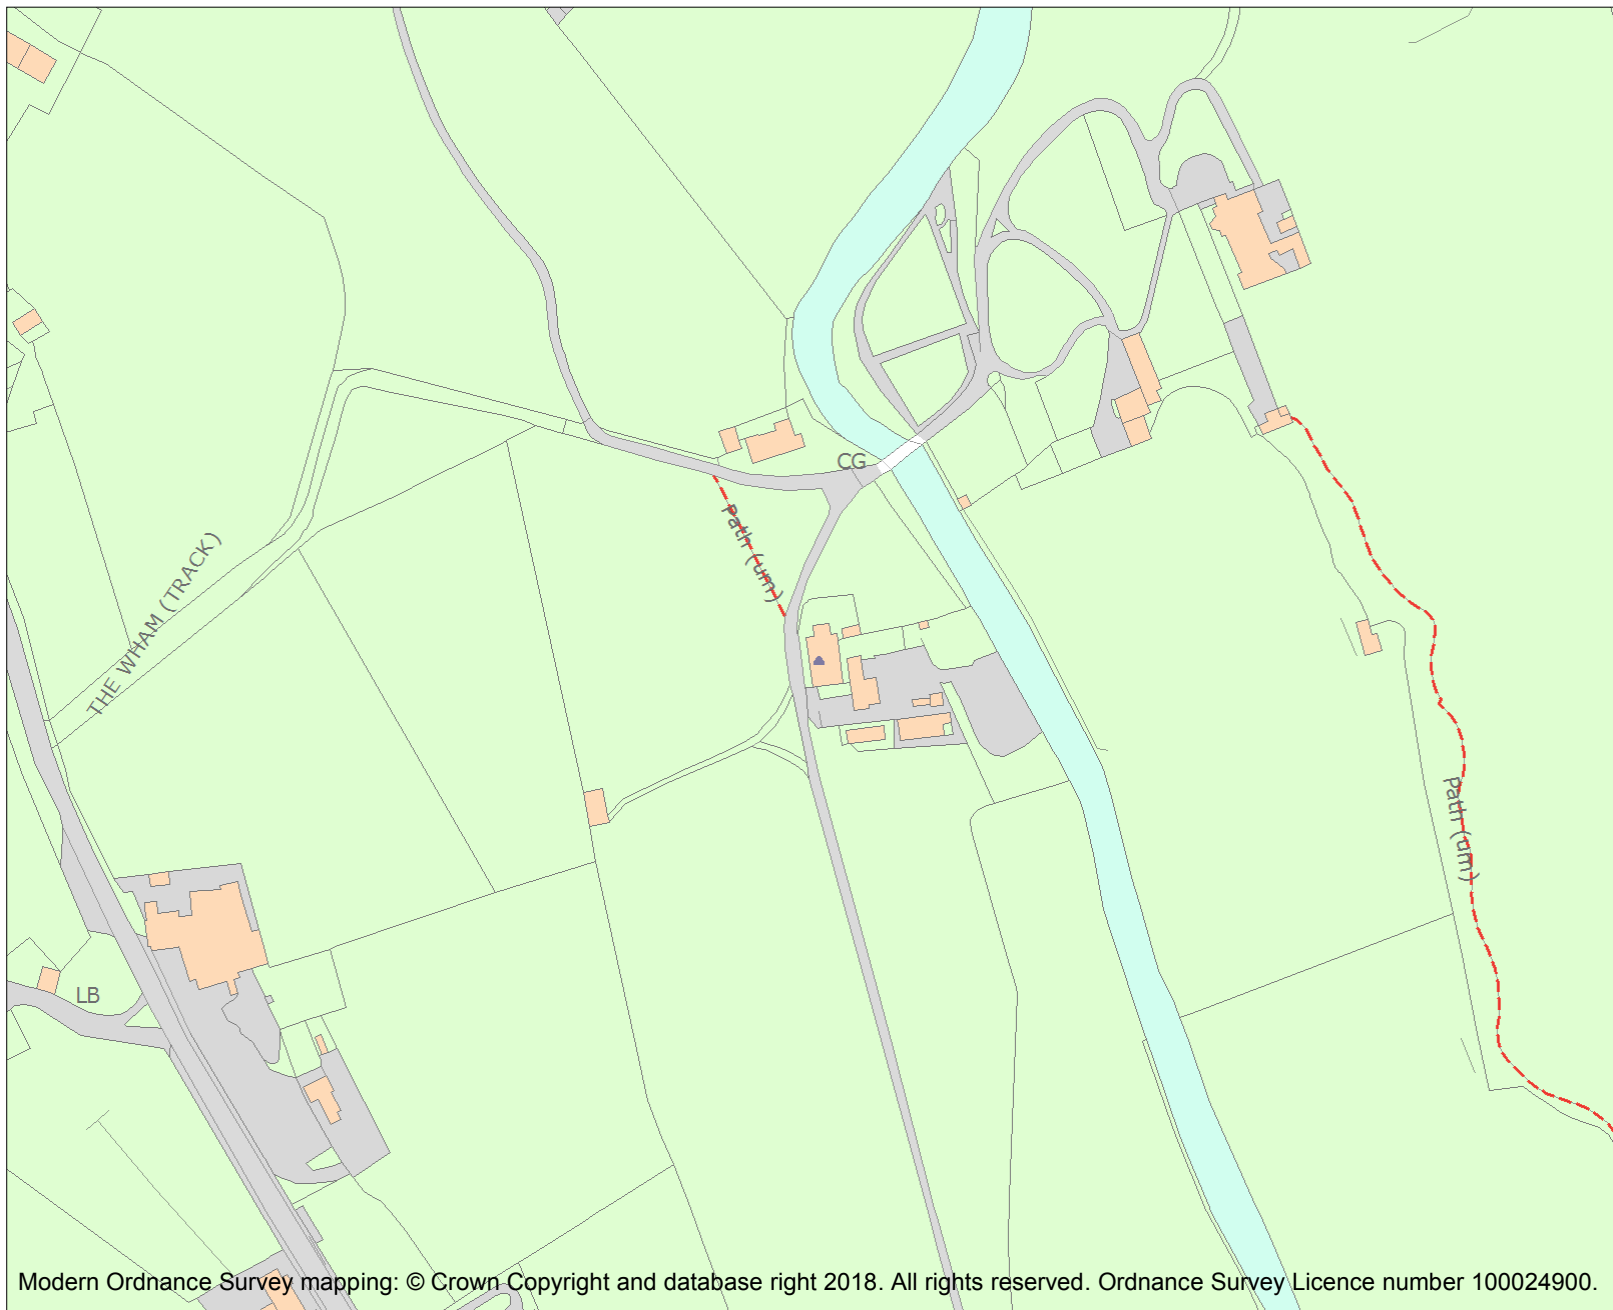 CG
Path (um)
THE WHAM (TRACK)
Path (um)
LB
Modern Ordnance Survey mapping: © Crown Copyright and database right 2018. All rights reserved. Ordnance Survey Licence number 100024900.